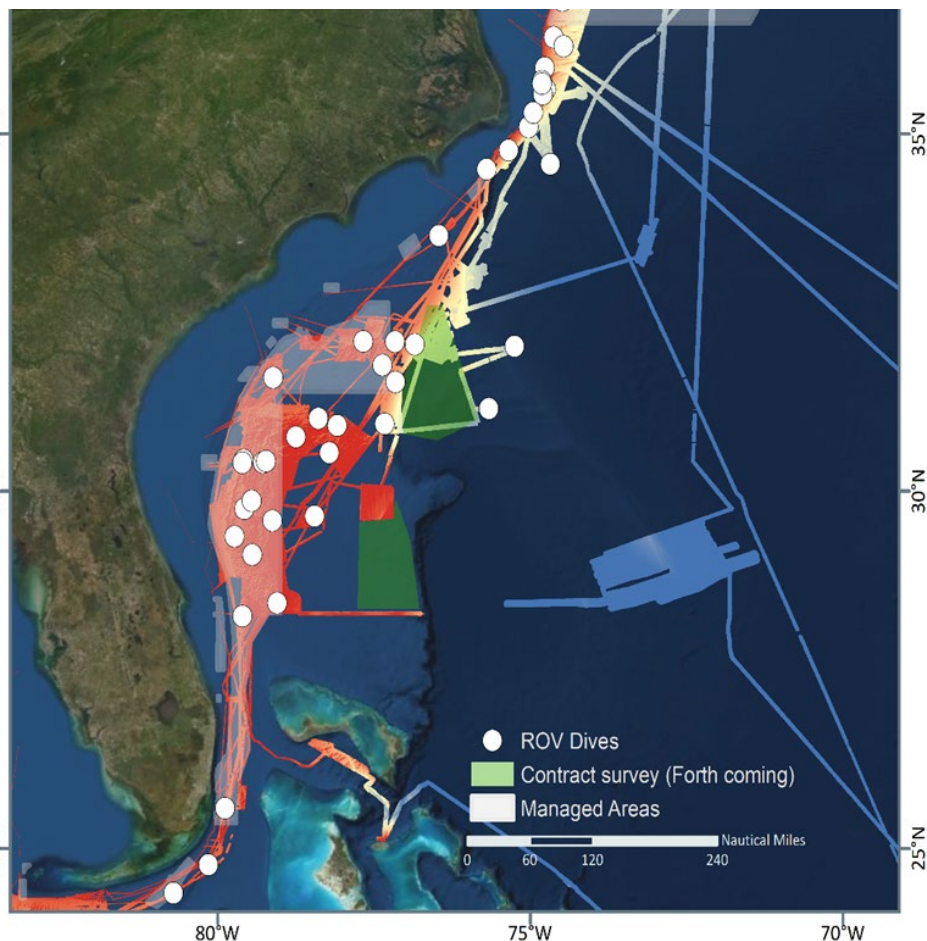 35°N
30°N
ROV Dives
Contract survey (Forth coming)
Managed Areas
Nautical Miles
0 60 120 240
25°N
80°W 75°W 70°W